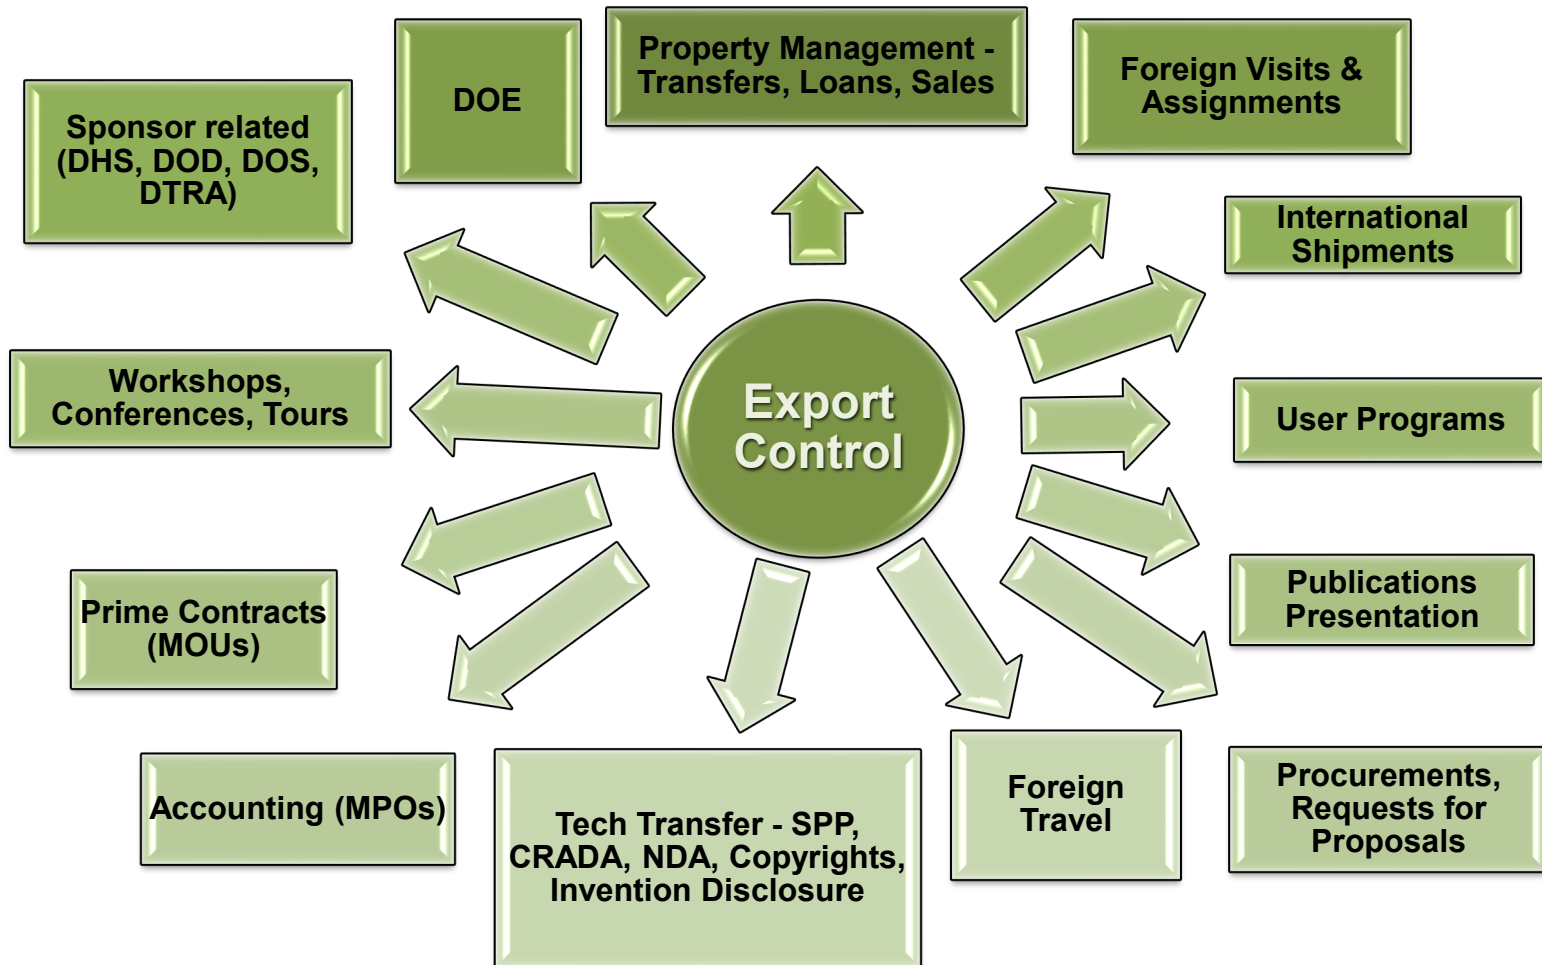 Property Management -
Transfers, Loans, Sales
Foreign Visits &
Assignments
DOE
Sponsor related
(DHS, DOD, DOS,
DTRA)
International
Shipments
Workshops,
Conferences, Tours
Export
Control
User Programs
Prime Contracts
(MOUs)
Publications
Presentation
Accounting (MPOs)
Tech Transfer - SPP,
CRADA, NDA, Copyrights,
Invention Disclosure
Foreign
Travel
Procurements,
Requests for
Proposals